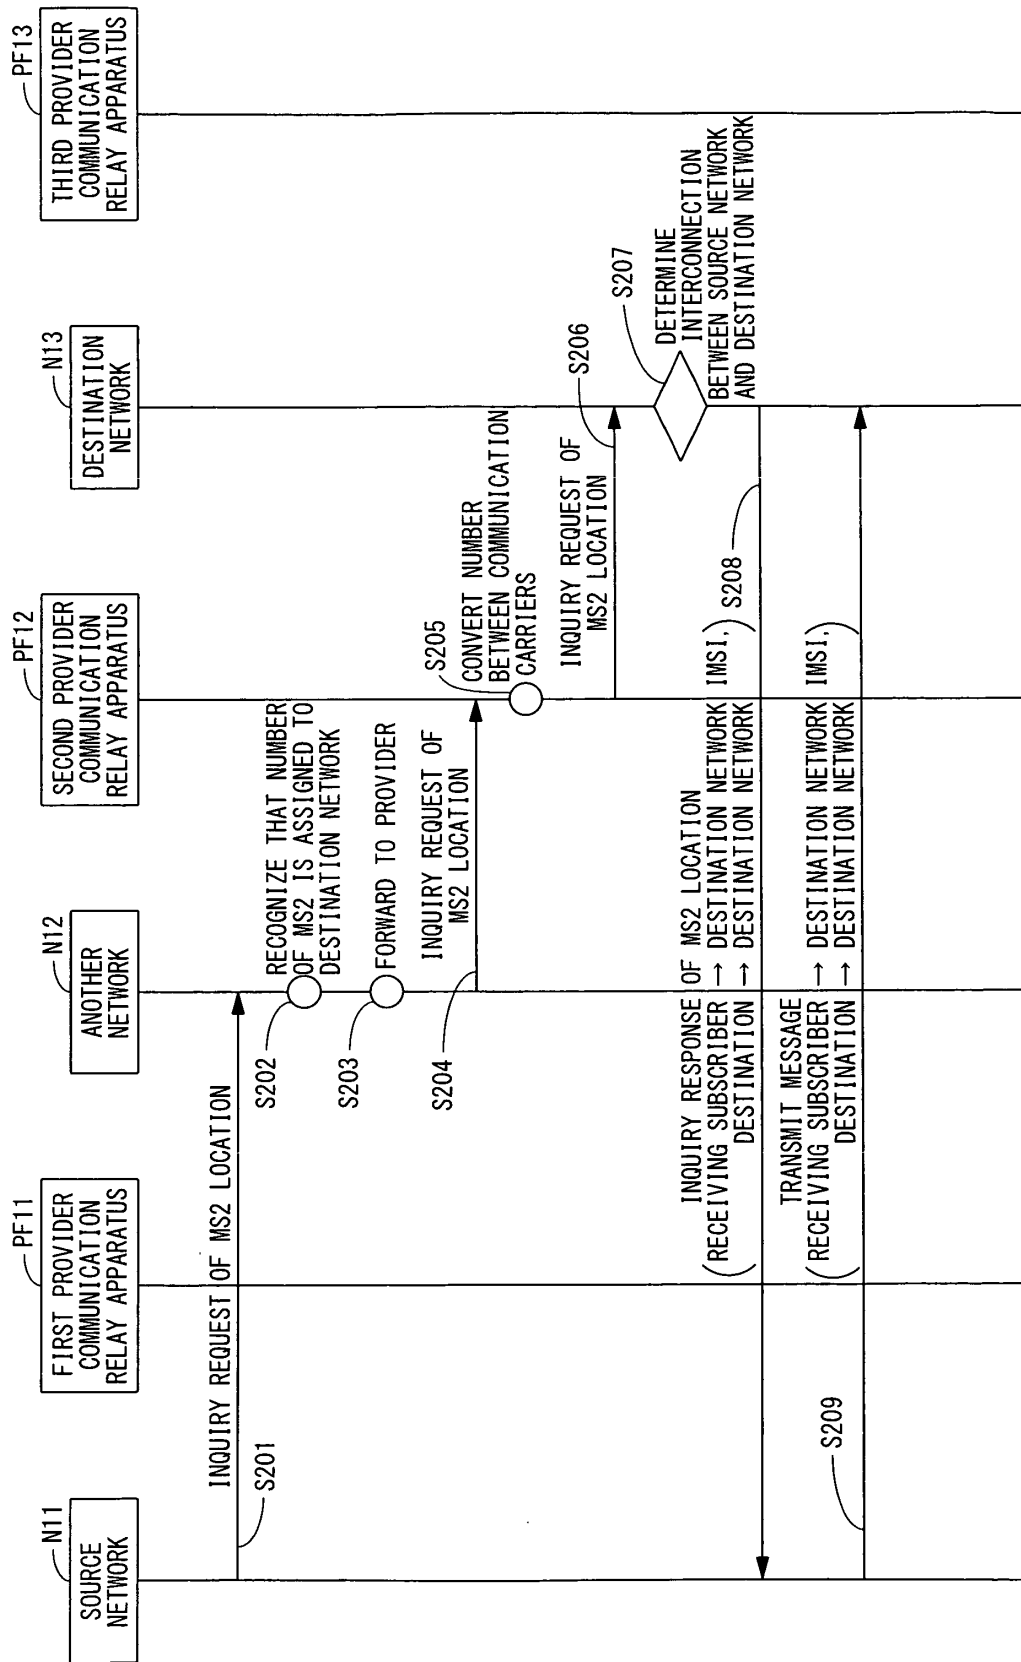 N11
SOURCE
NETWORK
PF11
FIRST PROVIDER
COMMUNICATION
RELAY APPARATUS
N12
ANOTHER
NETWORK
PF12
SECOND PROVIDER
COMMUNICATION
RELAY APPARATUS
N13
DESTINATION
NETWORK
PF13
THIRD PROVIDER
COMMUNICATION
RELAY APPARATUS
INQUIRY REQUEST OF MS2 LOCATION
S201
RECOGNIZE THAT NUMBER
OF MS2 IS ASSIGNED TO
DESTINATION NETWORK
S202
FORWARD TO PROVIDER
S203
INQUIRY REQUEST OF
MS2 LOCATION
S204
S205
CONVERT NUMBER
BETWEEN COMMUNICATION
CARRIERS
INQUIRY REQUEST OF
MS2 LOCATION
S206
S207
DETERMINE
INTERCONNECTION
BETWEEN SOURCE NETWORK
AND DESTINATION NETWORK
INQUIRY RESPONSE OF MS2 LOCATION
(RECEIVING SUBSCRIBER → DESTINATION NETWORK IMSI,
DESTINATION → DESTINATION NETWORK)
S208
TRANSMIT MESSAGE
(RECEIVING SUBSCRIBER → DESTINATION NETWORK IMSI,
DESTINATION → DESTINATION NETWORK)
S209